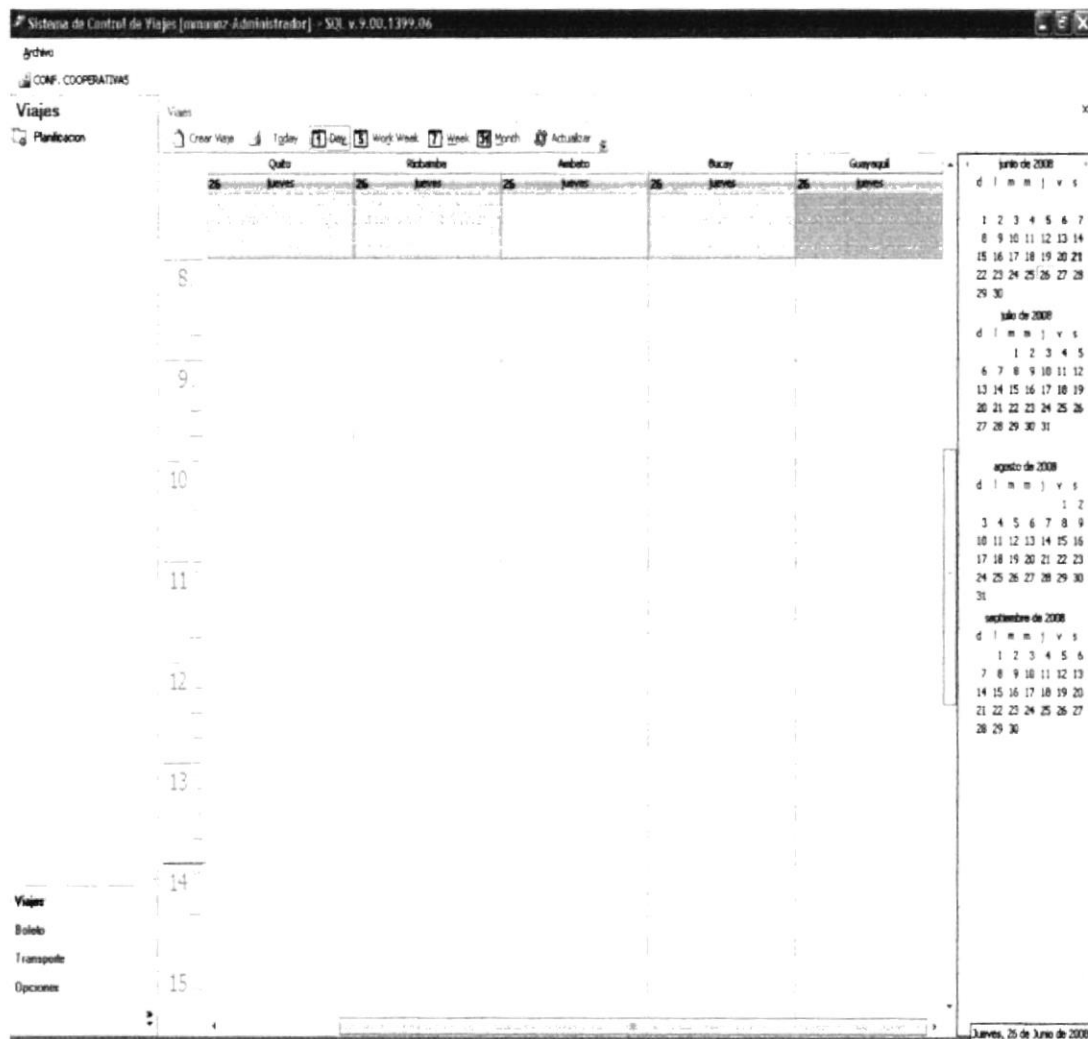 Sistema de Control de Viajes [mmunoz-Administrador] - SQL v.9.00.1399.06
Archivo
CONF. COOPERATIVAS
Viajes
Planificacion
Viajes
Crear Viaje Today Day Work Week Week Month Actualizar
Quito Riobamba Ambato Bucay Guayaquil
26 jueves 26 jueves 26 jueves 26 jueves 26 jueves
8
9
10
11
12
13
14
15
junio de 2008
d l m m j v s
1 2 3 4 5 6 7
8 9 10 11 12 13 14
15 16 17 18 19 20 21
22 23 24 25 26 27 28
29 30
julio de 2008
d l m m j v s
1 2 3 4 5
6 7 8 9 10 11 12
13 14 15 16 17 18 19
20 21 22 23 24 25 26
27 28 29 30 31
agosto de 2008
d l m m j v s
1 2
3 4 5 6 7 8 9
10 11 12 13 14 15 16
17 18 19 20 21 22 23
24 25 26 27 28 29 30
31
septiembre de 2008
d l m m j v s
1 2 3 4 5 6
7 8 9 10 11 12 13
14 15 16 17 18 19 20
21 22 23 24 25 26 27
28 29 30
Viajes
Boleto
Transporte
Opciones
Jueves, 26 de Junio de 2008